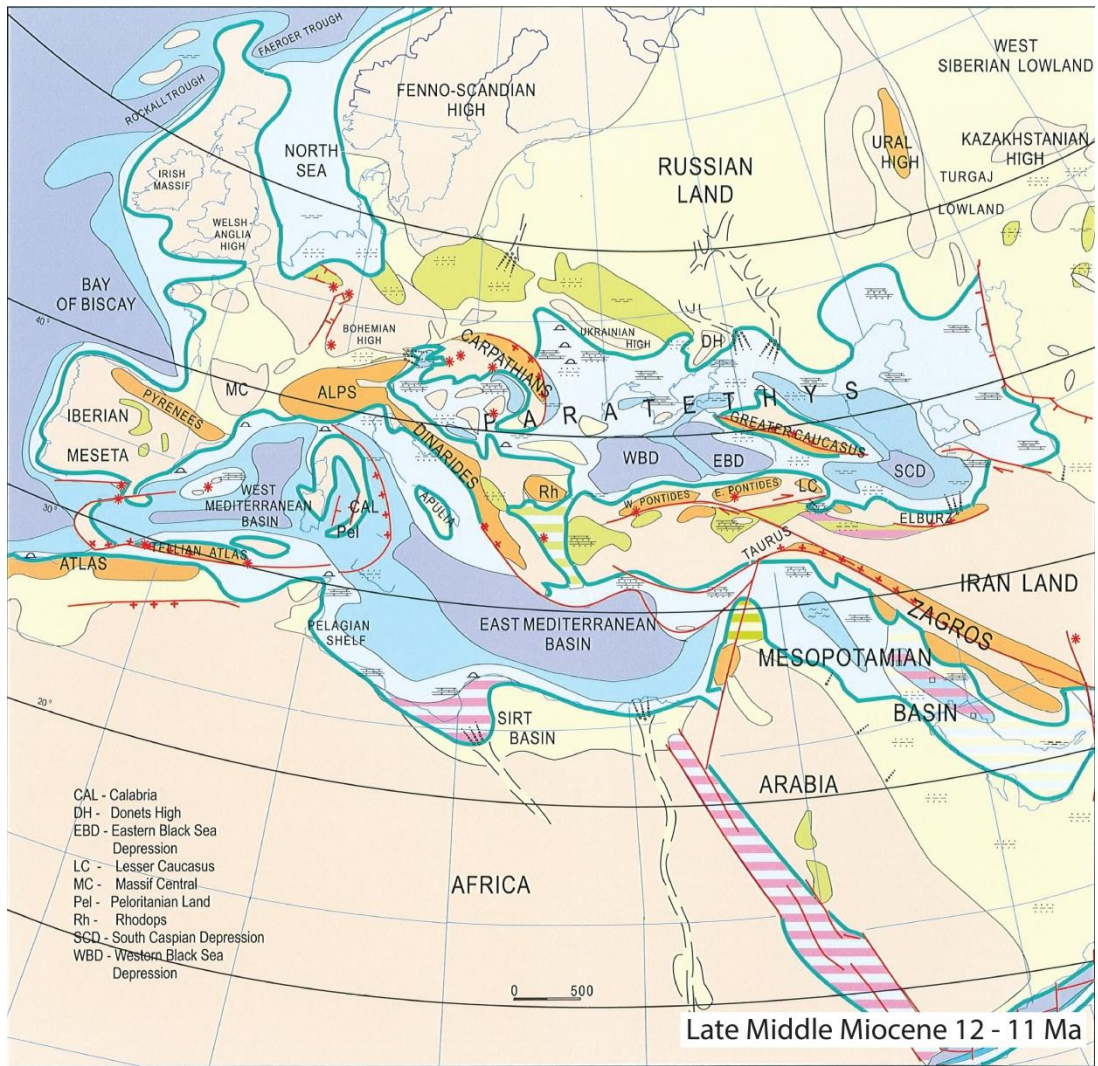 FAEROER TROUGH
ROCKALL TROUGH
FENNO-SCANDIAN
HIGH
WEST
SIBERIAN LOWLAND
NORTH
SEA
IRISH
MASSIF
WELSH-
ANGLIA HIGH
RUSSIAN
LAND
URAL
HIGH
KAZAKHSTANIAN
HIGH
TURGAJ
LOWLAND
BAY
OF BISCAY
40°
BOHEMIAN
HIGH
CARPATHIANS
UKRAINIAN
HIGH
DH
MC
ALPS
PYRENEES
IBERIAN
MESETA
PARATETHYS
DINARIDES
GREATER CAUCASUS
WBD
EBD
SCD
30°
WEST
MEDITERRANEAN
BASIN
CAL
Pel
APULIA
Rh
W. PONTIDES
E. PONTIDES
LC
ELBURZ
TELLIAN ATLAS
ATLAS
TAURUS
IRAN LAND
ZAGROS
PELAGIAN
SHELF
EAST MEDITERRANEAN
BASIN
MESOPOTAMIAN
BASIN
20°
SIRT
BASIN
ARABIA
AFRICA
CAL - Calabria
DH - Donets High
EBD - Eastern Black Sea
Depression
LC - Lesser Caucasus
MC - Massif Central
Pel - Peloritanian Land
Rh - Rhodops
SCD - South Caspian Depression
WBD - Western Black Sea
Depression
0 500
Late Middle Miocene 12 - 11 Ma